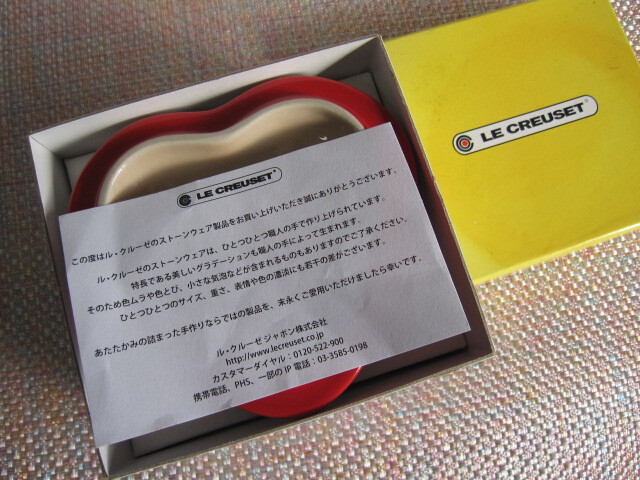 LE CREUSET
LE CREUSET
この度はル・クルーゼのストーンウェア製品をお買い上げいただき誠にありがとうございます。
ル・クルーゼのストーンウェアは、ひとつひとつ職人の手で作り上げられています。
特長である美しいグラデーションも職人の手によって生まれます。
そのため色ムラや色とび、小さな気泡などが含まれるものもありますのでご了承ください。
ひとつひとつのサイズ、重さ、表情や色の濃淡にも若干の差がございます。
あたたかみの詰まった手作りならではの製品を、末永くご愛用いただけましたら幸いです。
ル・クルーゼ ジャポン株式会社
http://www.lecreuset.co.jp
カスタマーダイヤル：0120-522-900
携帯電話、PHS、一部の IP 電話：03-3585-0198